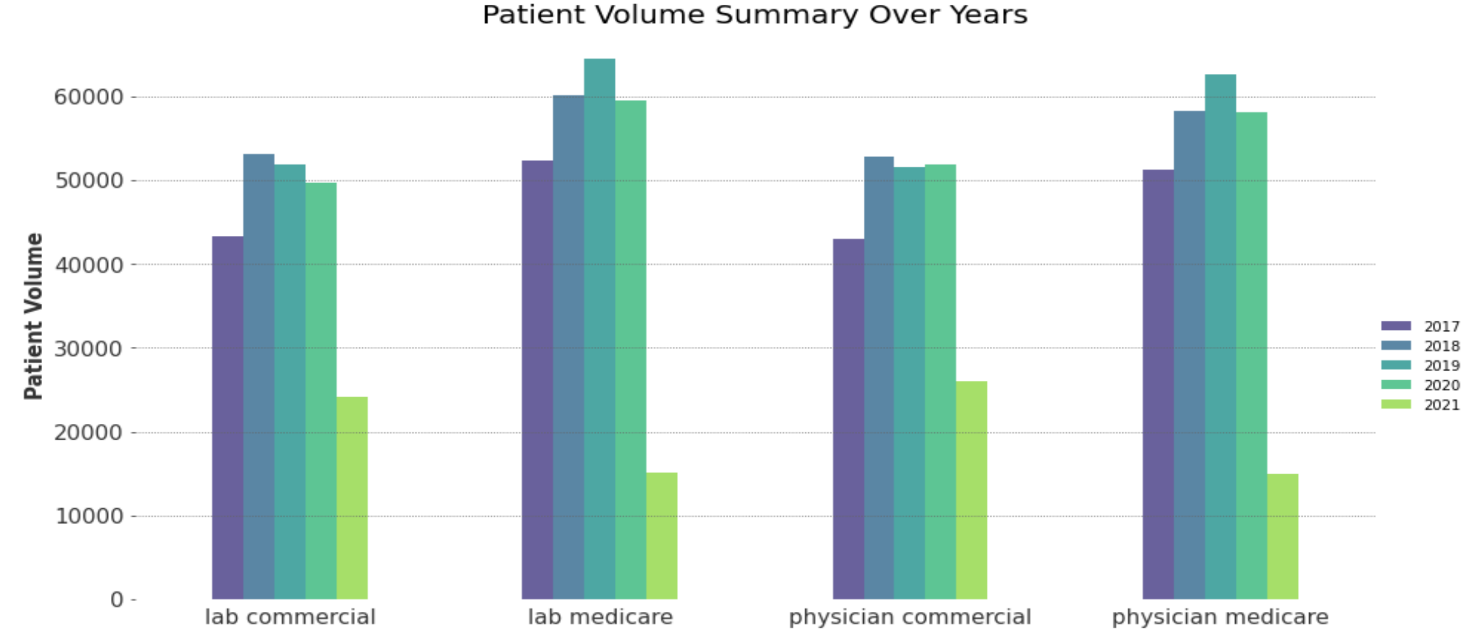 Patient Volume Summary Over Years
Patient Volume
60000
50000
40000
30000
20000
10000
0
lab commercial
lab medicare
physician commercial
physician medicare
2017
2018
2019
2020
2021